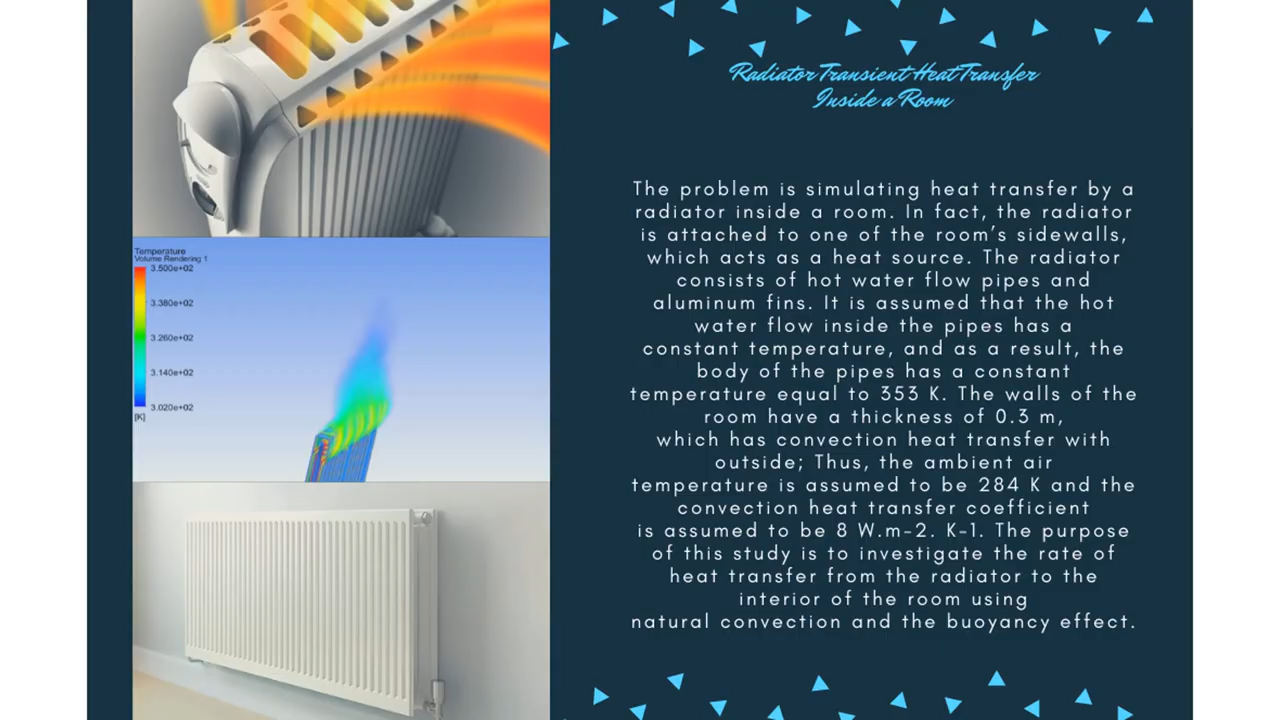 Radiator Transient Heat Transfer
Inside a Room
The problem is simulating heat transfer by a
radiator inside a room. In fact, the radiator
is attached to one of the room's sidewalls,
which acts as a heat source. The radiator
consists of hot water flow pipes and
aluminum fins. It is assumed that the hot
water flow inside the pipes has a
constant temperature, and as a result, the
body of the pipes has a constant
temperature equal to 353 K. The walls of the
room have a thickness of 0.3 m,
which has convection heat transfer with
outside; Thus, the ambient air
temperature is assumed to be 284 K and the
convection heat transfer coefficient
is assumed to be 8 W.m-2. K-1. The purpose
of this study is to investigate the rate of
heat transfer from the radiator to the
interior of the room using
natural convection and the buoyancy effect.
Temperature
Volume Rendering 1
3.500e+02
3.380e+02
3.260e+02
3.140e+02
3.020e+02
[K]